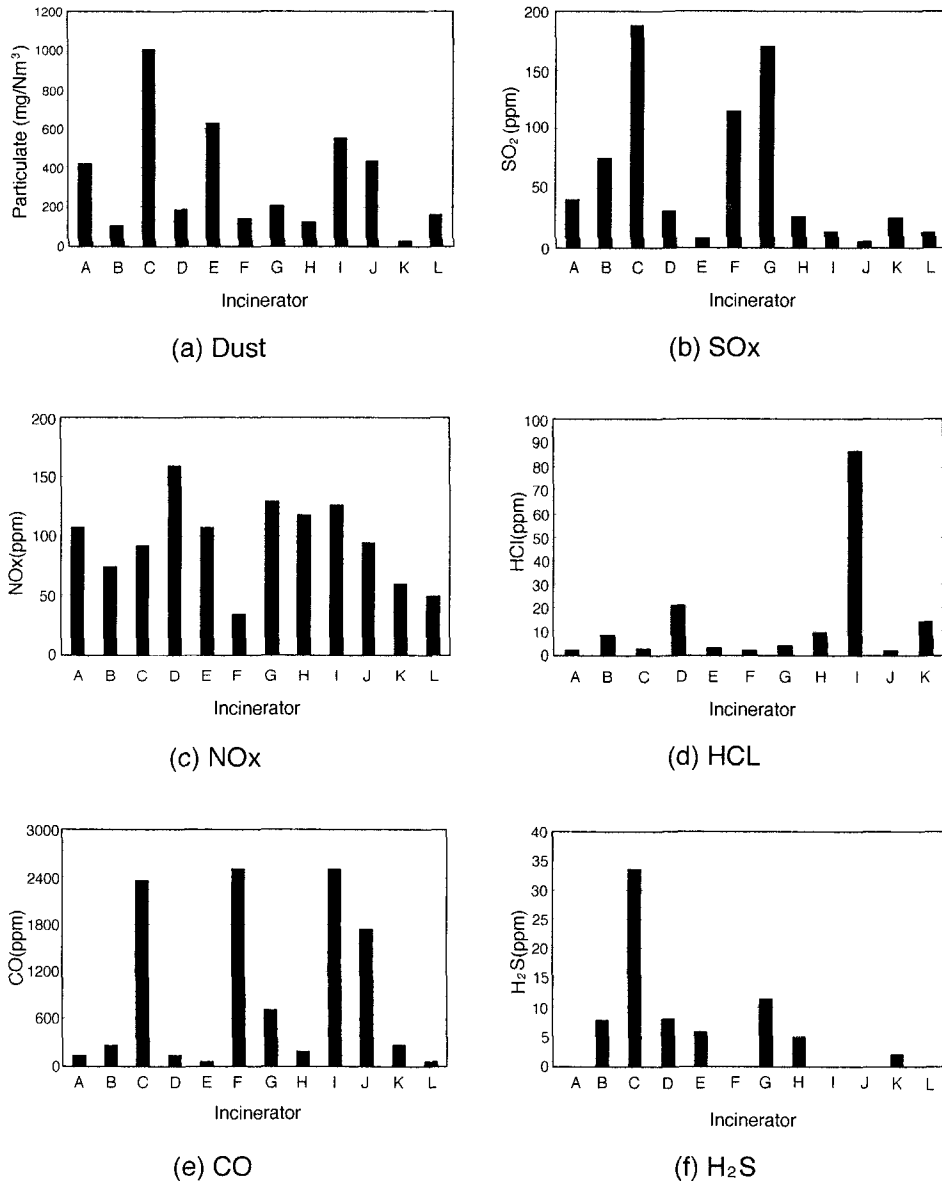 1200
1000
800
600
400
200
0
Particulate (mg/Nm³)
A B C D E F G H I J K L
Incinerator
(a) Dust
200
150
100
50
0
SO₂ (ppm)
A B C D E F G H I J K L
Incinerator
(b) SOx
200
150
100
50
0
NOx(ppm)
A B C D E F G H I J K L
Incinerator
(c) NOx
100
90
80
70
60
50
40
30
20
10
0
HCl(ppm)
A B C D E F G H I J K
Incinerator
(d) HCL
3000
2400
1800
1200
600
0
CO(ppm)
A B C D E F G H I J K L
Incinerator
(e) CO
40
35
30
25
20
15
10
5
0
H₂S(ppm)
A B C D E F G H I J K L
Incinerator
(f) H₂S